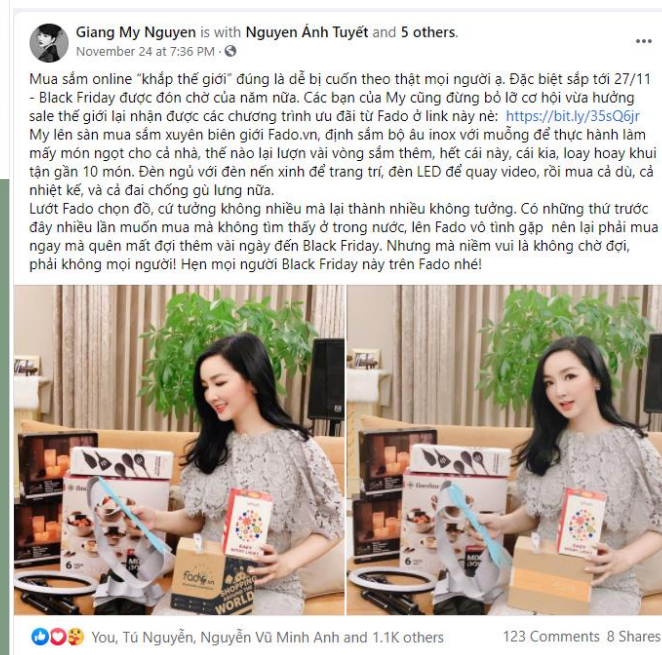 Giang My Nguyen is with Nguyen Ánh Tuyết and 5 others.
November 24 at 7:36 PM ·
Mua sắm online "khắp thế giới" đúng là dễ bị cuốn theo thật mọi người ạ. Đặc biệt sắp tới 27/11
- Black Friday được đón chờ của năm nữa. Các bạn của My cũng đừng bỏ lỡ cơ hội vừa hưởng
sale thế giới lại nhận được các chương trình ưu đãi từ Fado ở link này nè: https://bit.ly/35sQ6jr
My lên sàn mua sắm xuyên biên giới Fado.vn, định sắm bộ âu inox với muỗng để thực hành làm
mấy món ngọt cho cả nhà, thế nào lại lượn vài vòng sắm thêm, hết cái này, cái kia, loay hoay khui
tận gần 10 món. Đèn ngủ với đèn nến xinh để trang trí, đèn LED để quay video, rồi mua cả dù, cả
nhiệt kế, và cả đai chống gù lưng nữa.
Lướt Fado chọn đồ, cứ tưởng không nhiều mà lại thành nhiều không tưởng. Có những thứ trước
đây nhiều lần muốn mua mà không tìm thấy ở trong nước, lên Fado vô tình gặp nên lại phải mua
ngay mà quên mất đợi thêm vài ngày đến Black Friday. Nhưng mà niềm vui là không chờ đợi,
phải không mọi người! Hẹn mọi người Black Friday này trên Fado nhé!
6
fado.vn
SHOPPING
AROUND THE
WORLD
BABY
NIGHT LIGHT
6
You, Tú Nguyễn, Nguyễn Vũ Minh Anh and 1.1K others
123 Comments 8 Shares